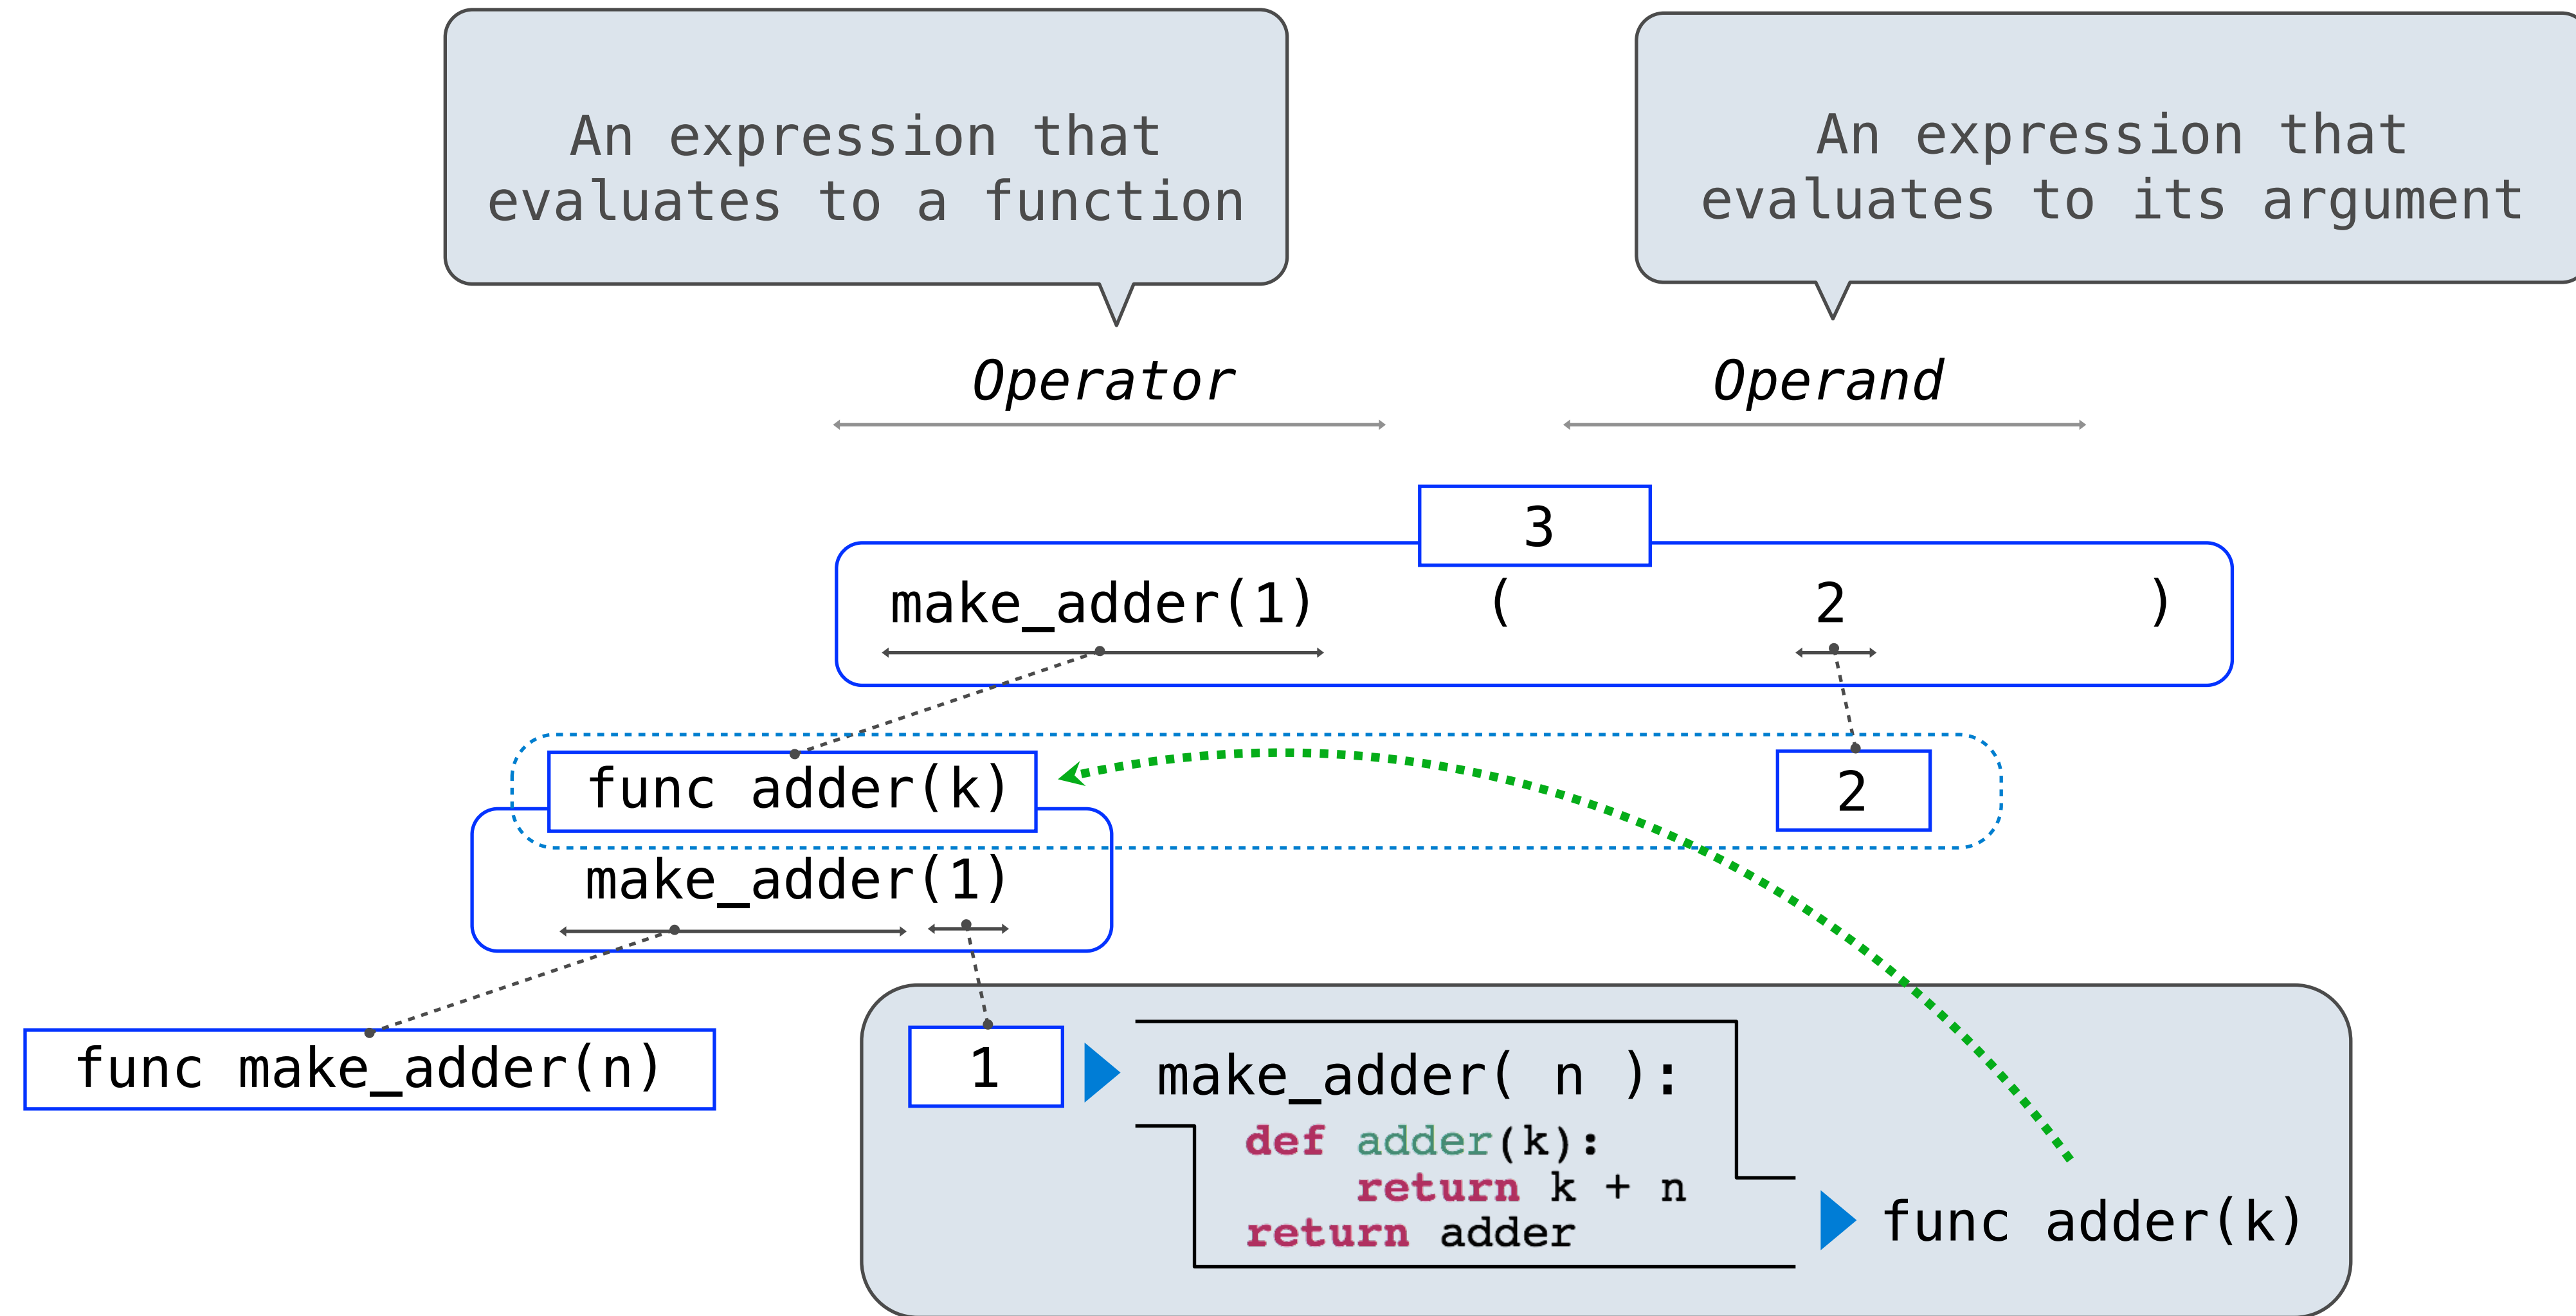 An expression that
evaluates to a function
An expression that
evaluates to its argument
Operator
Operand
3
make_adder(1) ( 2 )
func adder(k)
2
make_adder(1)
func make_adder(n)
1
make_adder( n ):
def adder(k):
return k + n
return adder
func adder(k)